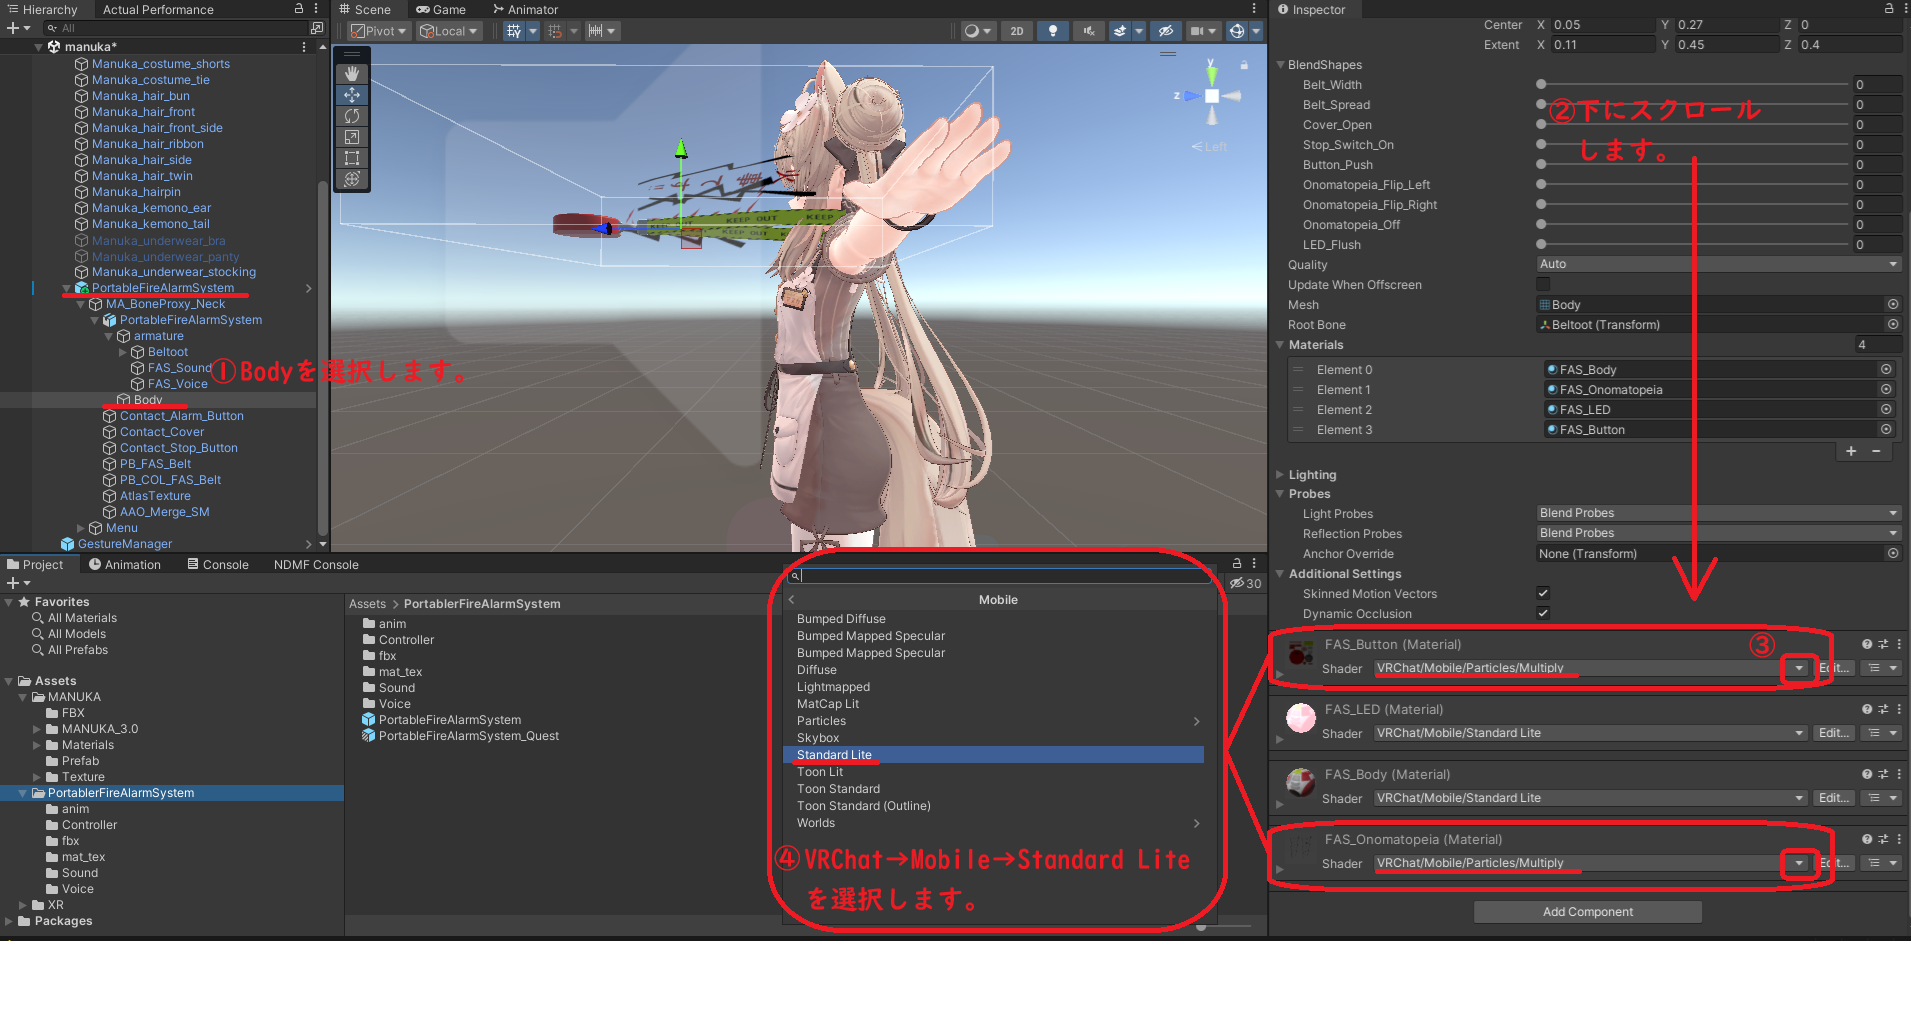 Hierarchy
Actual Performance
All
manuka*
Manuka_costume_shorts
Manuka_costume_tie
Manuka_hair_bun
Manuka_hair_front
Manuka_hair_front_side
Manuka_hair_ribbon
Manuka_hair_side
Manuka_hair_twin
Manuka_hairpin
Manuka_kemono_ear
Manuka_kemono_tail
Manuka_underwear_bra
Manuka_underwear_panty
Manuka_underwear_stocking
PortableFireAlarmSystem
MA_BoneProxy_Neck
PortableFireAlarmSystem
armature
Beltoot
FAS_Sound
FAS_Voice
Body
Contact_Alarm_Button
Contact_Cover
Contact_Stop_Button
PB_FAS_Belt
PB_COL_FAS_Belt
AtlasTexture
AAO_Merge_SM
Menu
GestureManager
①Bodyを選択します。
Scene
Game
Animator
Pivot
Local
2D
y
z
Left
KEEP OUT
KEEP
Inspector
Center X 0.05 Y 0.27 Z 0
Extent X 0.11 Y 0.45 Z 0.4
BlendShapes
Belt_Width 0
Belt_Spread 0
Cover_Open 0
Stop_Switch_On 0
Button_Push 0
Onomatopeia_Flip_Left 0
Onomatopeia_Flip_Right 0
Onomatopeia_Off 0
LED_Flush 0
②下にスクロール
します。
Quality Auto
Update When Offscreen
Mesh Body
Root Bone Beltoot (Transform)
Materials 4
Element 0 FAS_Body
Element 1 FAS_Onomatopeia
Element 2 FAS_LED
Element 3 FAS_Button
Lighting
Probes
Light Probes Blend Probes
Reflection Probes Blend Probes
Anchor Override None (Transform)
Additional Settings
Skinned Motion Vectors
Dynamic Occlusion
FAS_Button (Material)
③
Shader VRChat/Mobile/Particles/Multiply Edit...
FAS_LED (Material)
Shader VRChat/Mobile/Standard Lite Edit...
FAS_Body (Material)
Shader VRChat/Mobile/Standard Lite Edit...
FAS_Onomatopeia (Material)
Shader VRChat/Mobile/Particles/Multiply Edit...
Add Component
Project
Animation
Console
NDMF Console
30
Favorites
All Materials
All Models
All Prefabs
Assets
MANUKA
FBX
MANUKA_3.0
Materials
Prefab
Texture
PortablerFireAlarmSystem
anim
Controller
fbx
mat_tex
Sound
Voice
XR
Packages
Assets > PortablerFireAlarmSystem
anim
Controller
fbx
mat_tex
Sound
Voice
PortableFireAlarmSystem
PortableFireAlarmSystem_Quest
Mobile
Bumped Diffuse
Bumped Mapped Specular
Bumped Mapped Specular
Diffuse
Lightmapped
MatCap Lit
Particles
Skybox
Standard Lite
Toon Lit
Toon Standard
Toon Standard (Outline)
Worlds
④VRChat→Mobile→Standard Lite
を選択します。